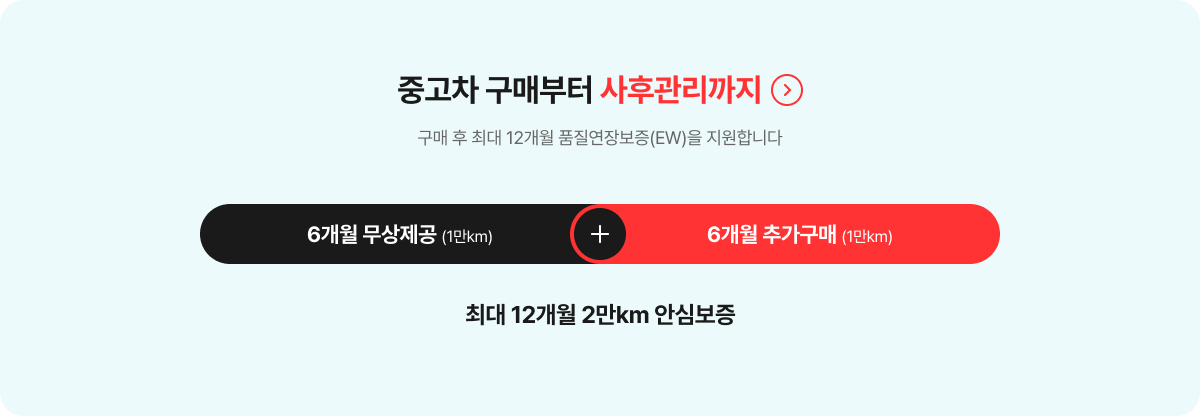 중고차 구매부터 사후관리까지
구매 후 최대 12개월 품질연장보증(EW)을 지원합니다
6개월 무상제공 (1만km) + 6개월 추가구매 (1만km)
최대 12개월 2만km 안심보증